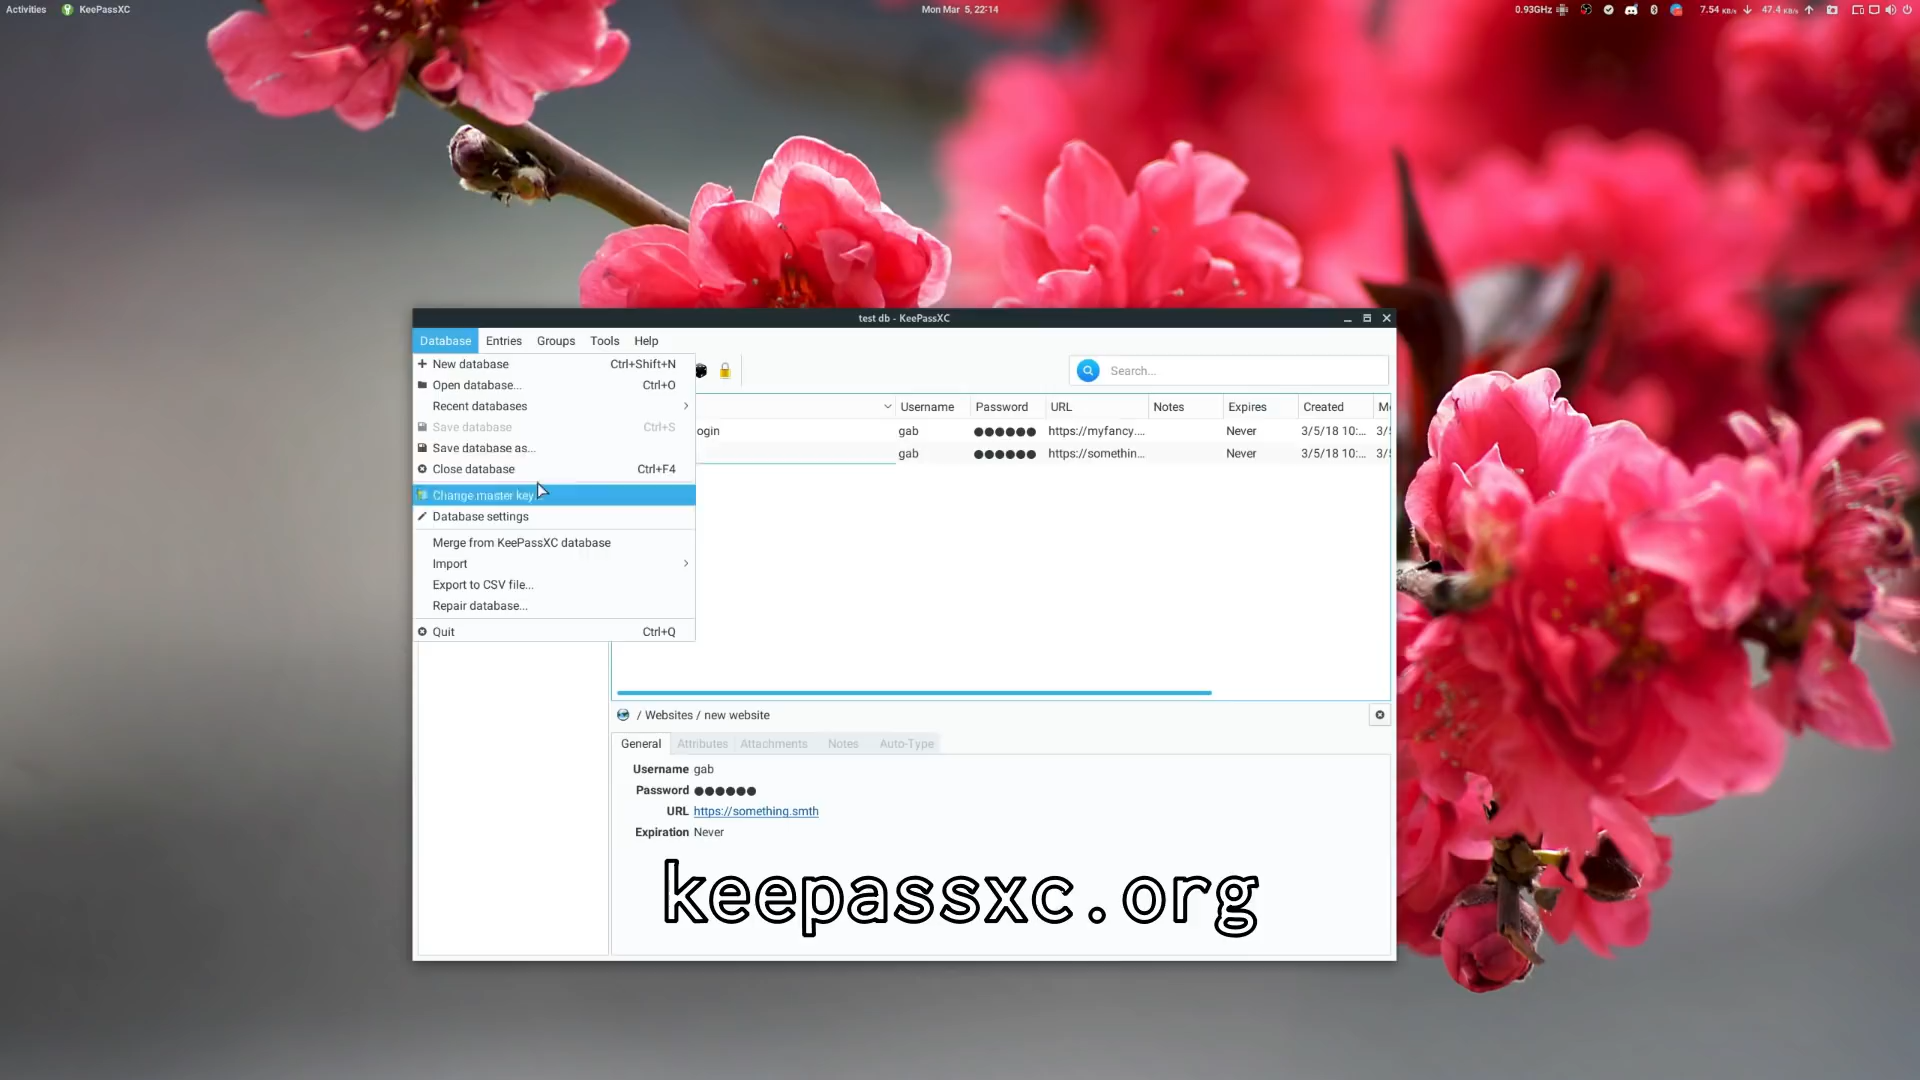 Activities KeePassXC Mon Mar 5, 22:14 0.93GHz 7.54 KB/s 47.4 KB/s
test db - KeePassXC
Database Entries Groups Tools Help
New database Ctrl+Shift+N
Open database... Ctrl+O
Recent databases
Save database Ctrl+S
Save database as...
Close database Ctrl+F4
Change master key...
Database settings
Merge from KeePassXC database
Import
Export to CSV file...
Repair database...
Quit Ctrl+Q
Search...
Username Password URL Notes Expires Created
ogin gab ●●●●●● https://myfancy.... Never 3/5/18 10:... 3/
gab ●●●●●● https://somethin... Never 3/5/18 10:... 3/
/ Websites / new website
General Attributes Attachments Notes Auto-Type
Username gab
Password ●●●●●●
URL https://something.smth
Expiration Never
keepassxc.org